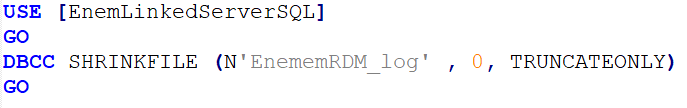 USE [EnemLinkedServerSQL]
GO
DBCC SHRINKFILE (N'EnememRDM_log' , 0, TRUNCATEONLY)
GO